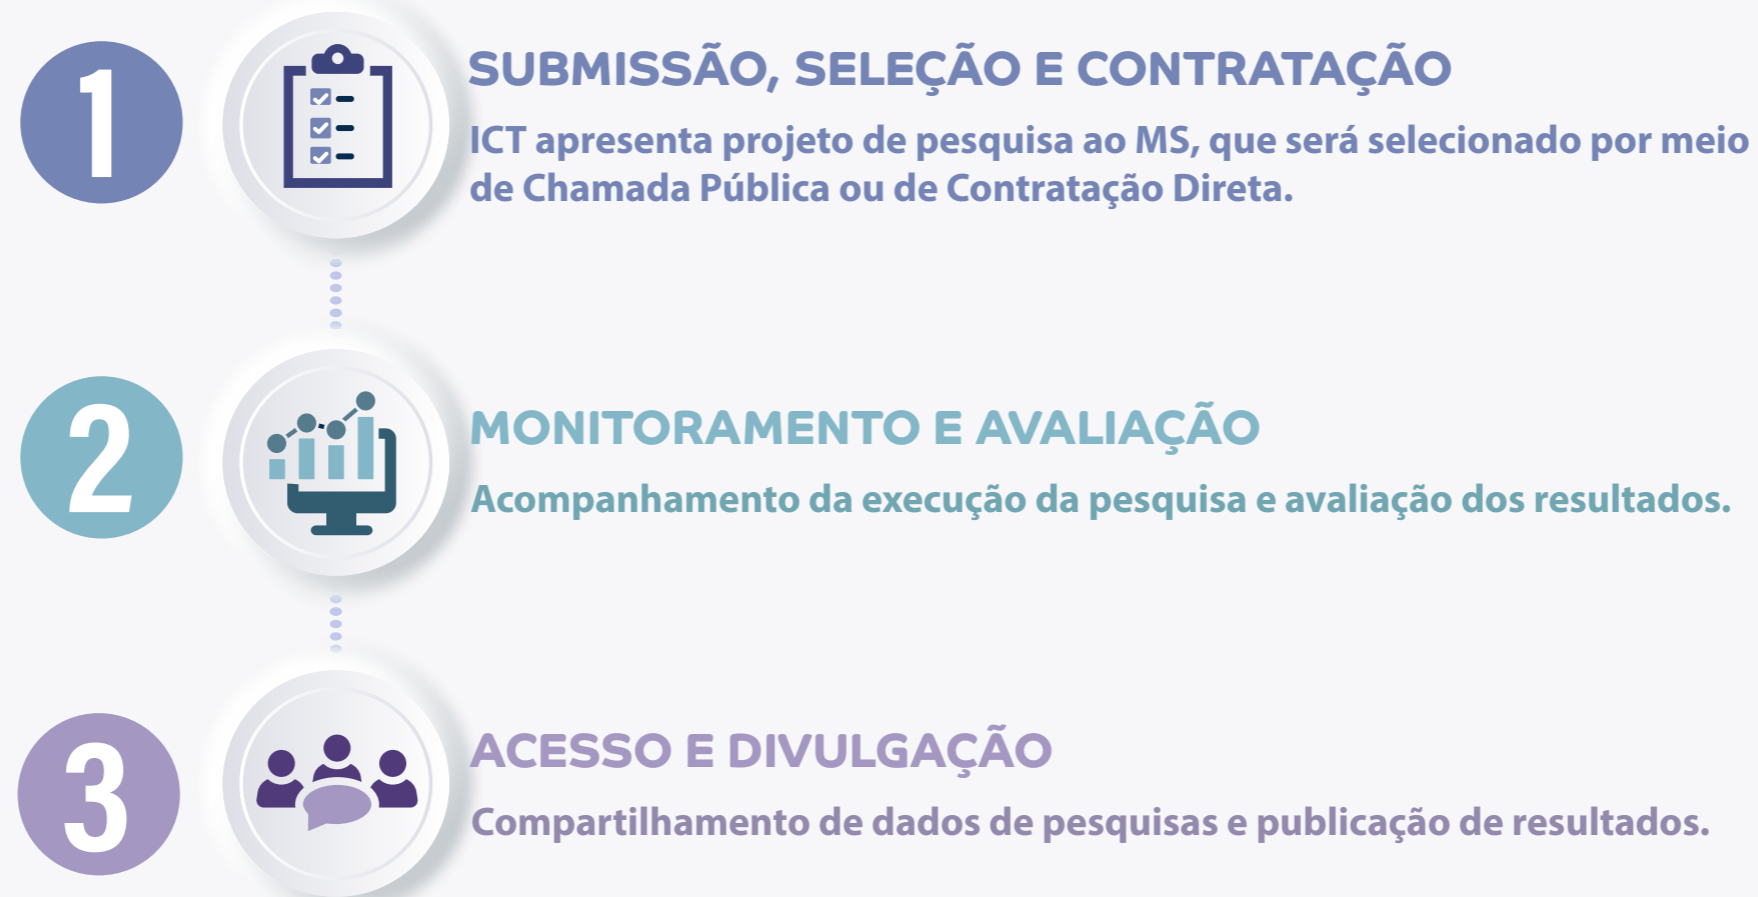 1
SUBMISSÃO, SELEÇÃO E CONTRATAÇÃO
ICT apresenta projeto de pesquisa ao MS, que será selecionado por meio
de Chamada Pública ou de Contratação Direta.
2
MONITORAMENTO E AVALIAÇÃO
Acompanhamento da execução da pesquisa e avaliação dos resultados.
3
ACESSO E DIVULGAÇÃO
Compartilhamento de dados de pesquisas e publicação de resultados.